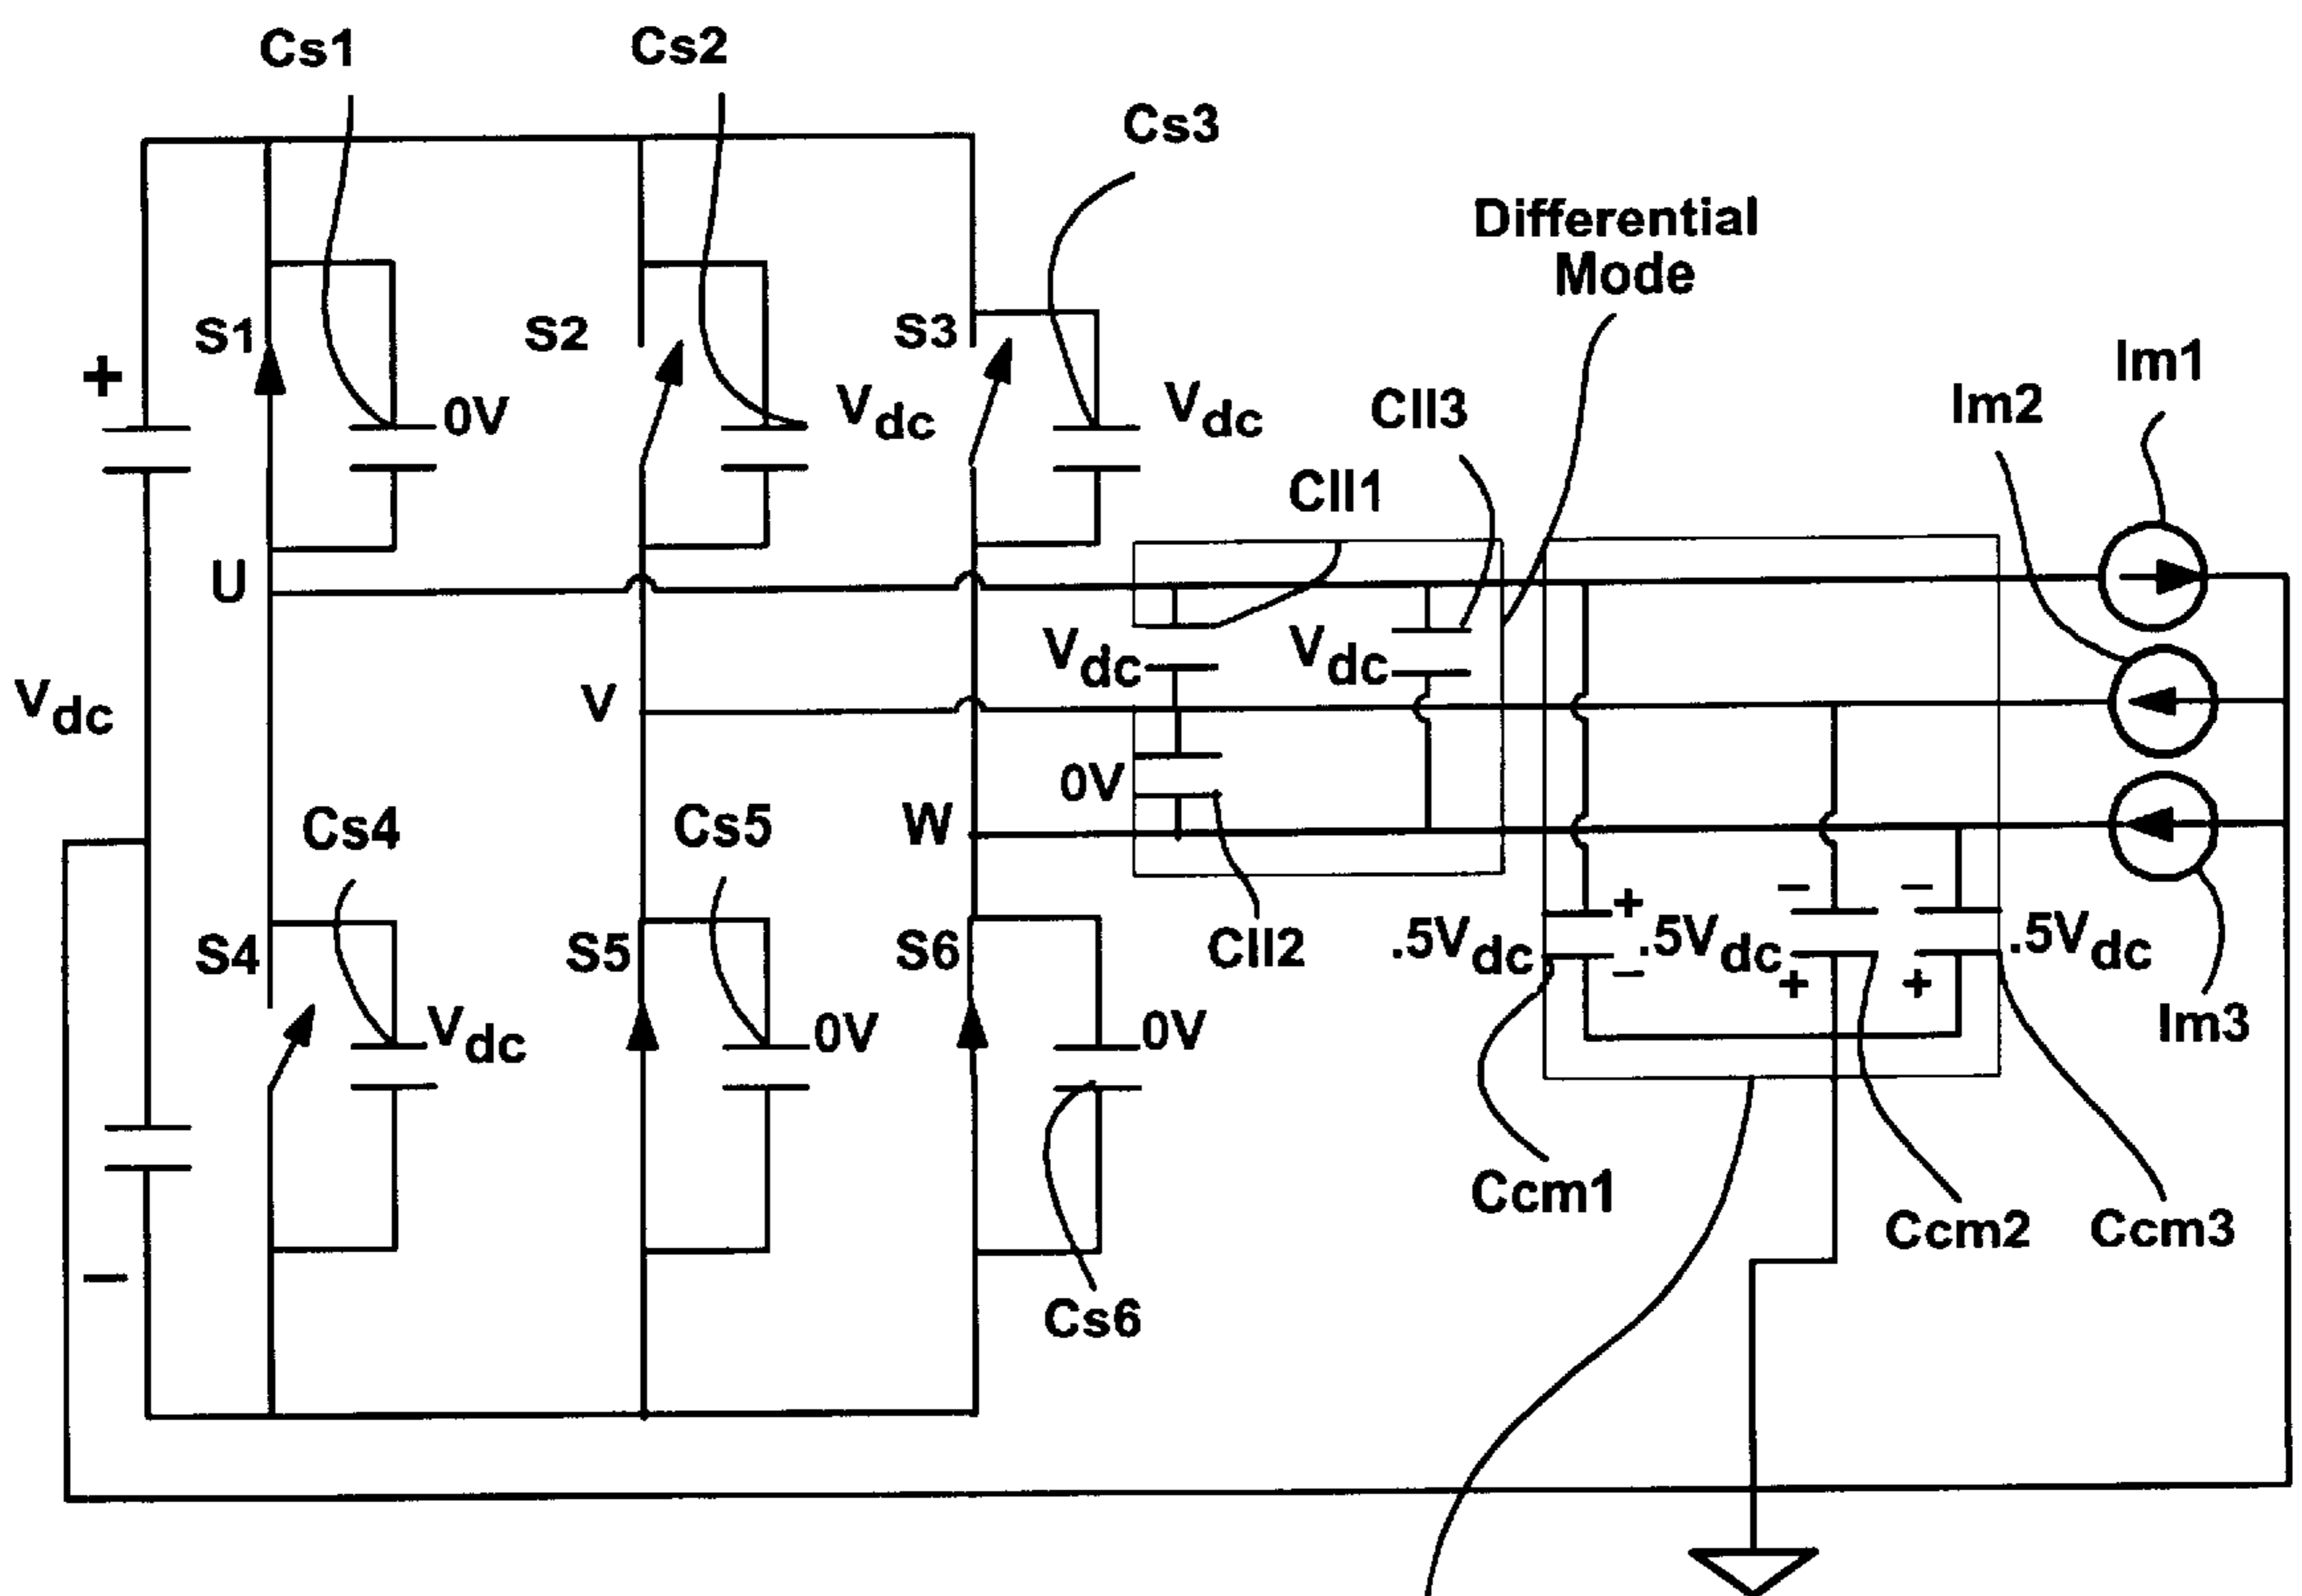 Cs1
Cs2
Cs3
Differential
Mode
Im1
Im2
S1
S2
S3
+
0V
Vdc
Vdc
Cll3
Cll1
U
Vdc
Vdc
Vdc
V
0V
W
Cs4
Cs5
Cll2
S4
S5
S6
+
−
−
.5Vdc
.5Vdc
.5Vdc
−
+
+
Vdc
0V
0V
Im3
Ccm1
Ccm2
Ccm3
−
Cs6